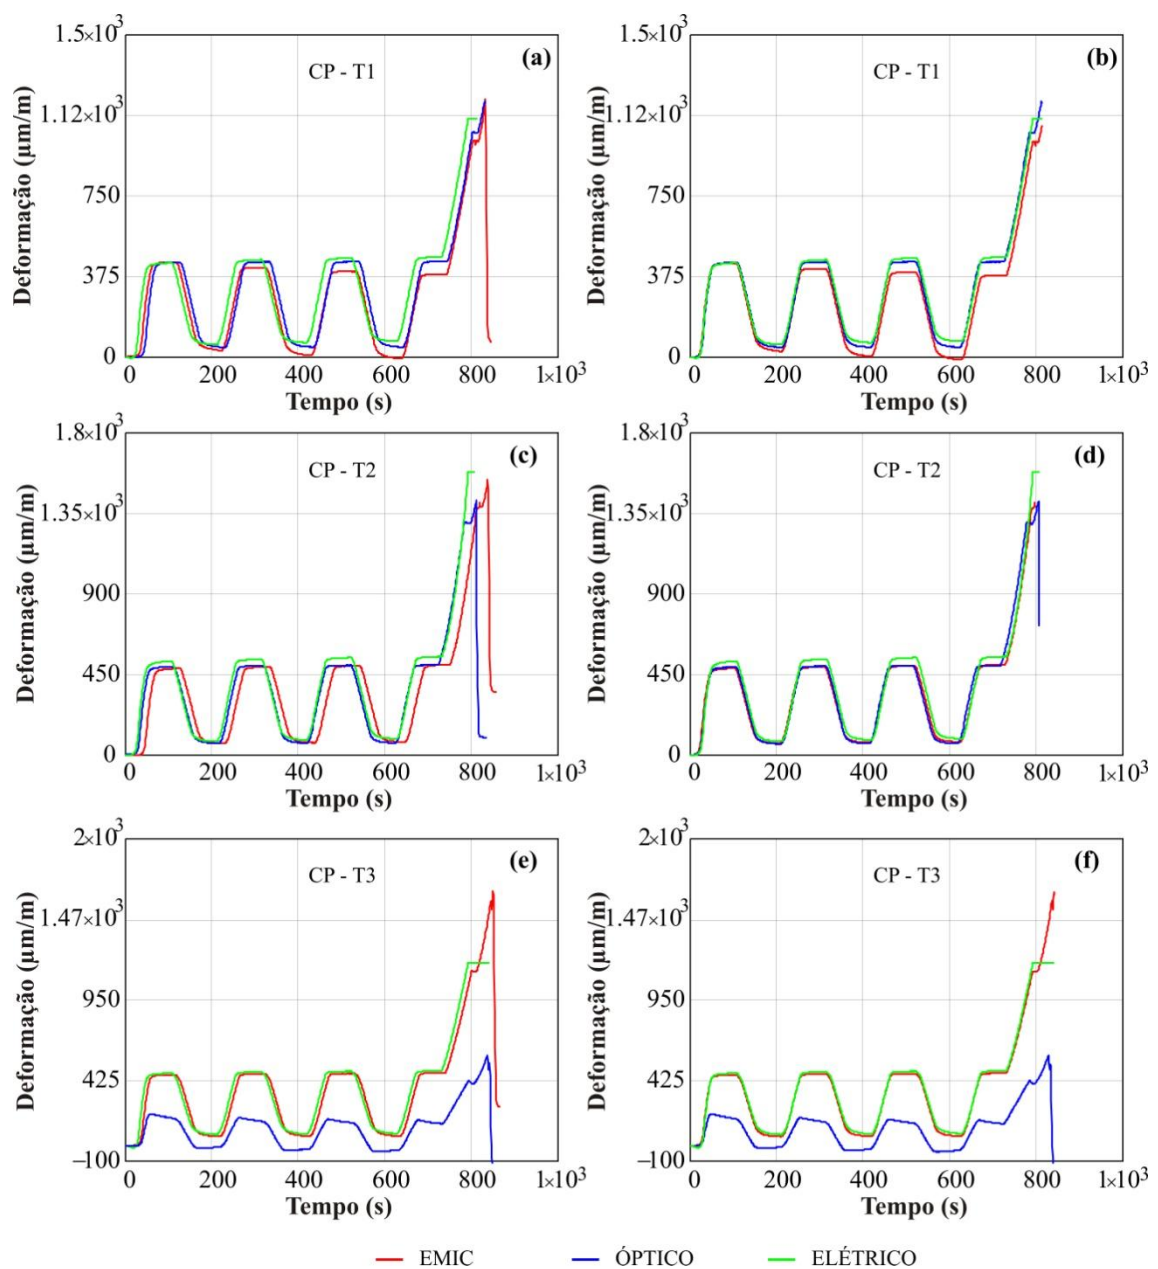 1.5×10³
(a)
CP - T1
1.12×10³
750
375
0
Deformação (µm/m)
0 200 400 600 800 1×10³
Tempo (s)
1.5×10³
(b)
CP - T1
1.12×10³
750
375
0
Deformação (µm/m)
0 200 400 600 800 1×10³
Tempo (s)
1.8×10³
(c)
CP - T2
1.35×10³
900
450
0
Deformação (µm/m)
0 200 400 600 800 1×10³
Tempo (s)
1.8×10³
(d)
CP - T2
1.35×10³
900
450
0
Deformação (µm/m)
0 200 400 600 800 1×10³
Tempo (s)
2×10³
(e)
CP - T3
1.47×10³
950
425
–100
Deformação (µm/m)
0 200 400 600 800 1×10³
Tempo (s)
2×10³
(f)
CP - T3
1.47×10³
950
425
–100
Deformação (µm/m)
0 200 400 600 800 1×10³
Tempo (s)
EMIC ÓPTICO ELÉTRICO